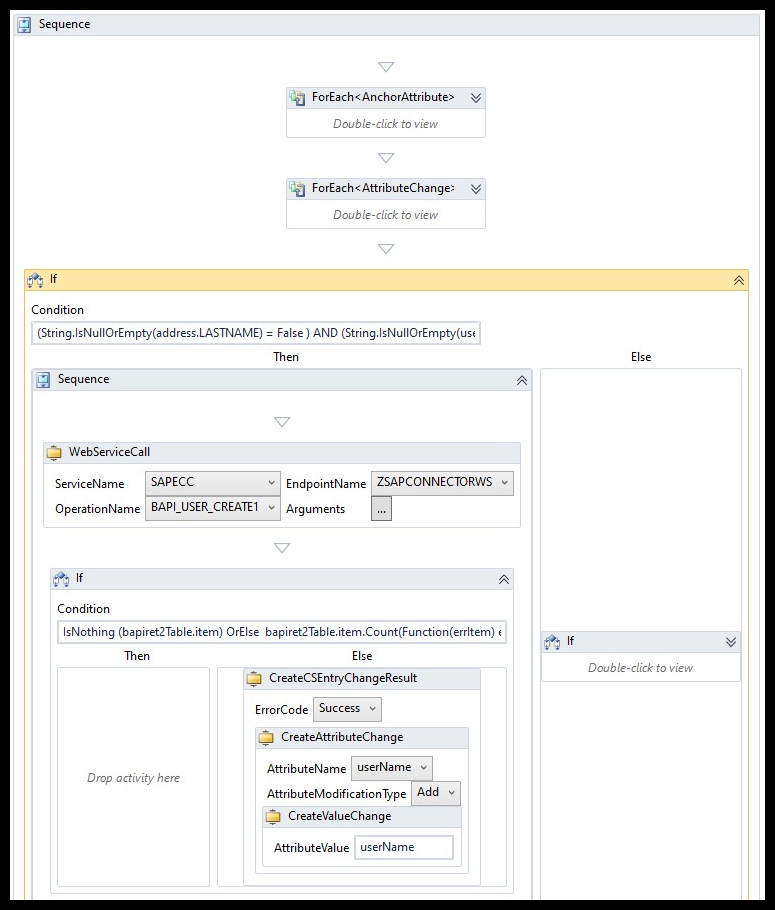 Sequence
ForEach<AnchorAttribute>
Double-click to view
ForEach<AttributeChange>
Double-click to view
If
Condition
(String.IsNullOrEmpty(address.LASTNAME) = False ) AND (String.IsNullOrEmpty(use
Then
Else
Sequence
WebServiceCall
ServiceName SAPECC EndpointName ZSAPCONNECTORWS
OperationName BAPI_USER_CREATE1 Arguments ...
If
Condition
IsNothing (bapiret2Table.item) OrElse bapiret2Table.item.Count(Function(errItem) e
Then
Else
If
Double-click to view
Drop activity here
CreateCSEntryChangeResult
ErrorCode Success
CreateAttributeChange
AttributeName userName
AttributeModificationType Add
CreateValueChange
AttributeValue userName